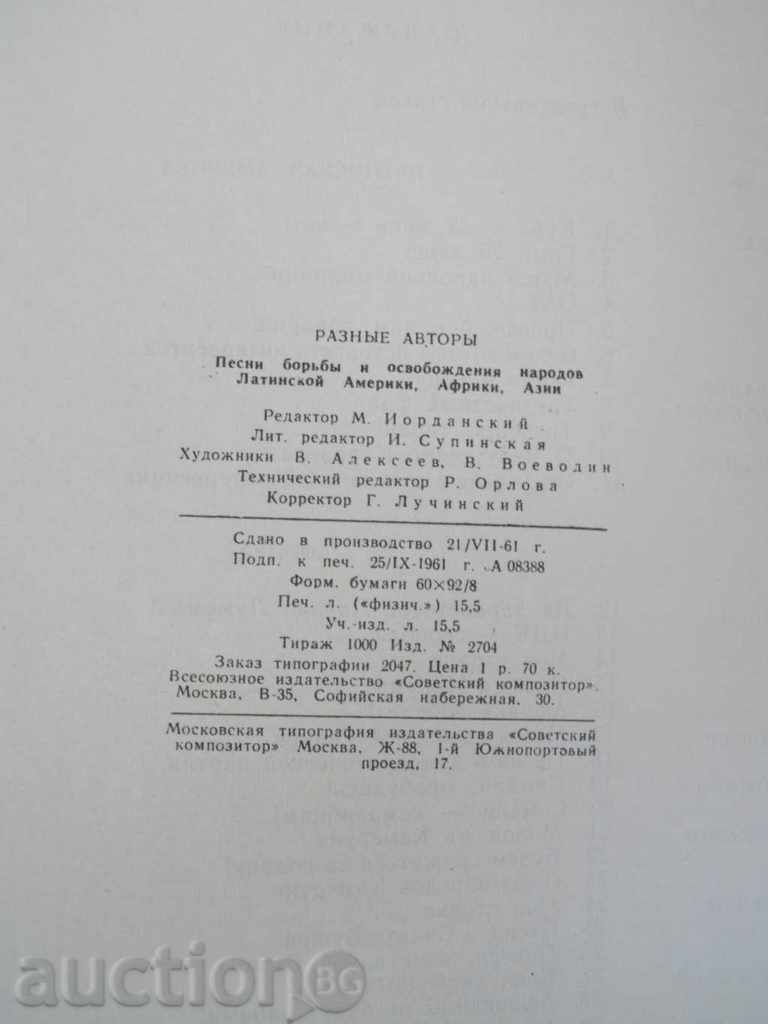 РАЗНЫЕ АВТОРЫ
Песни борьбы и освобождения народов
Латинской Америки, Африки, Азии
Редактор М. Иорданский
Лит. редактор И. Супинская
Художники В. Алексеев, В. Воеводин
Технический редактор Р. Орлова
Корректор Г. Лучинский
Сдано в производство 21/VII-61 г.
Подп. к печ. 25/IX-1961 г. А 08388
Форм. бумаги 60×92/8
Печ. л. («физич.») 15,5
Уч.-изд. л. 15,5
Тираж 1000 Изд. № 2704
Заказ типографии 2047. Цена 1 р. 70 к.
Всесоюзное издательство «Советский композитор».
Москва, В-35, Софийская набережная, 30.
Московская типография издательства «Советский
композитор» Москва, Ж-88, 1-й Южнопортовый
проезд, 17.
auction BG